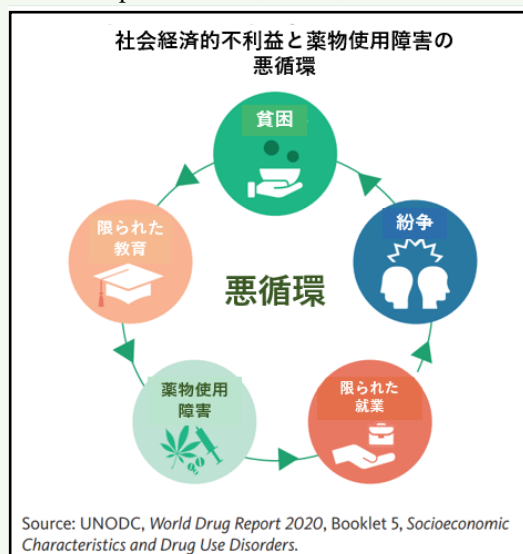 社会経済的不利益と薬物使用障害の
悪循環
貧困
限られた
教育
紛争
悪循環
薬物使用
障害
限られた
就業
Source: UNODC, World Drug Report 2020, Booklet 5, Socioeconomic
Characteristics and Drug Use Disorders.